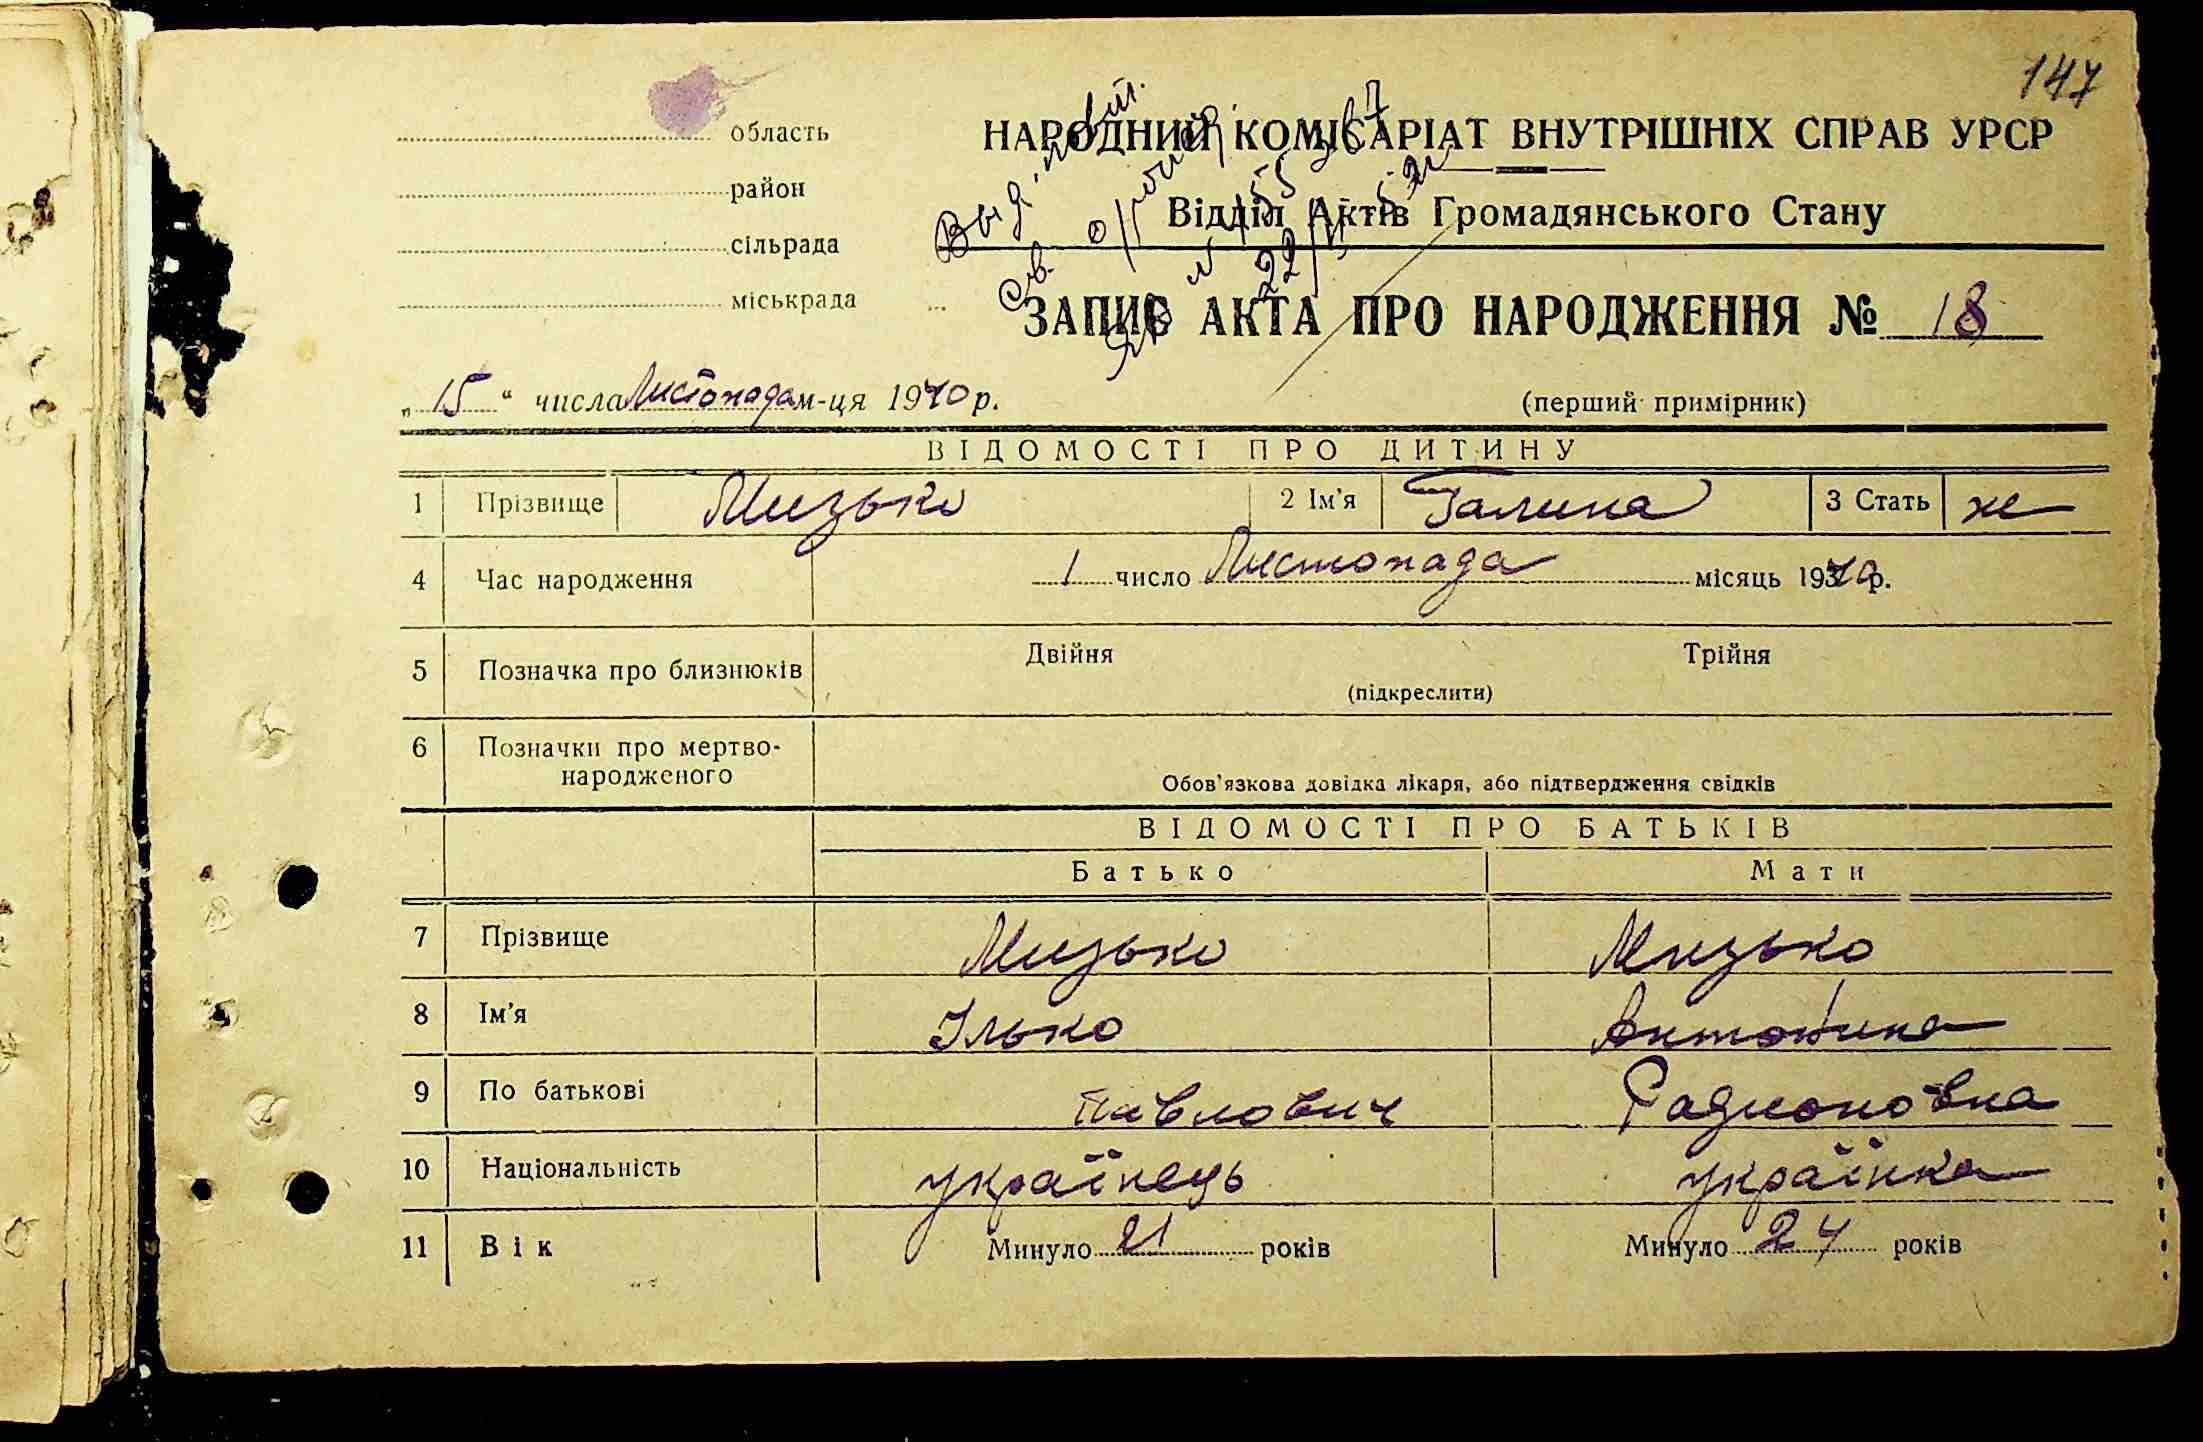 147
область
район
сільрада
міськрада
НАРОДНИЙ КОМІСАРІАТ ВНУТРІШНІХ СПРАВ УРСР
Відділ Актів Громадянського Стану
ЗАПИС АКТА ПРО НАРОДЖЕННЯ № 18
„15“ числа Листопада м-ця 1940 р.
(перший примірник)
ВІДОМОСТІ ПРО ДИТИНУ
1 Прізвище Мизько 2 Ім'я Галина 3 Стать же
4 Час народження 1 число Листопада місяць 1940 р.
5 Позначка про близнюків Двійня Трійня
(підкреслити)
6 Позначки про мертво-
народженого
Обов'язкова довідка лікаря, або підтвердження свідків
ВІДОМОСТІ ПРО БАТЬКІВ
Батько Мати
7 Прізвище Мизько Мизько
8 Ім'я Ілько Антонина
9 По батькові Павлович Радионовна
10 Національність українець українка
11 Вік Минуло 21 років Минуло 24 років